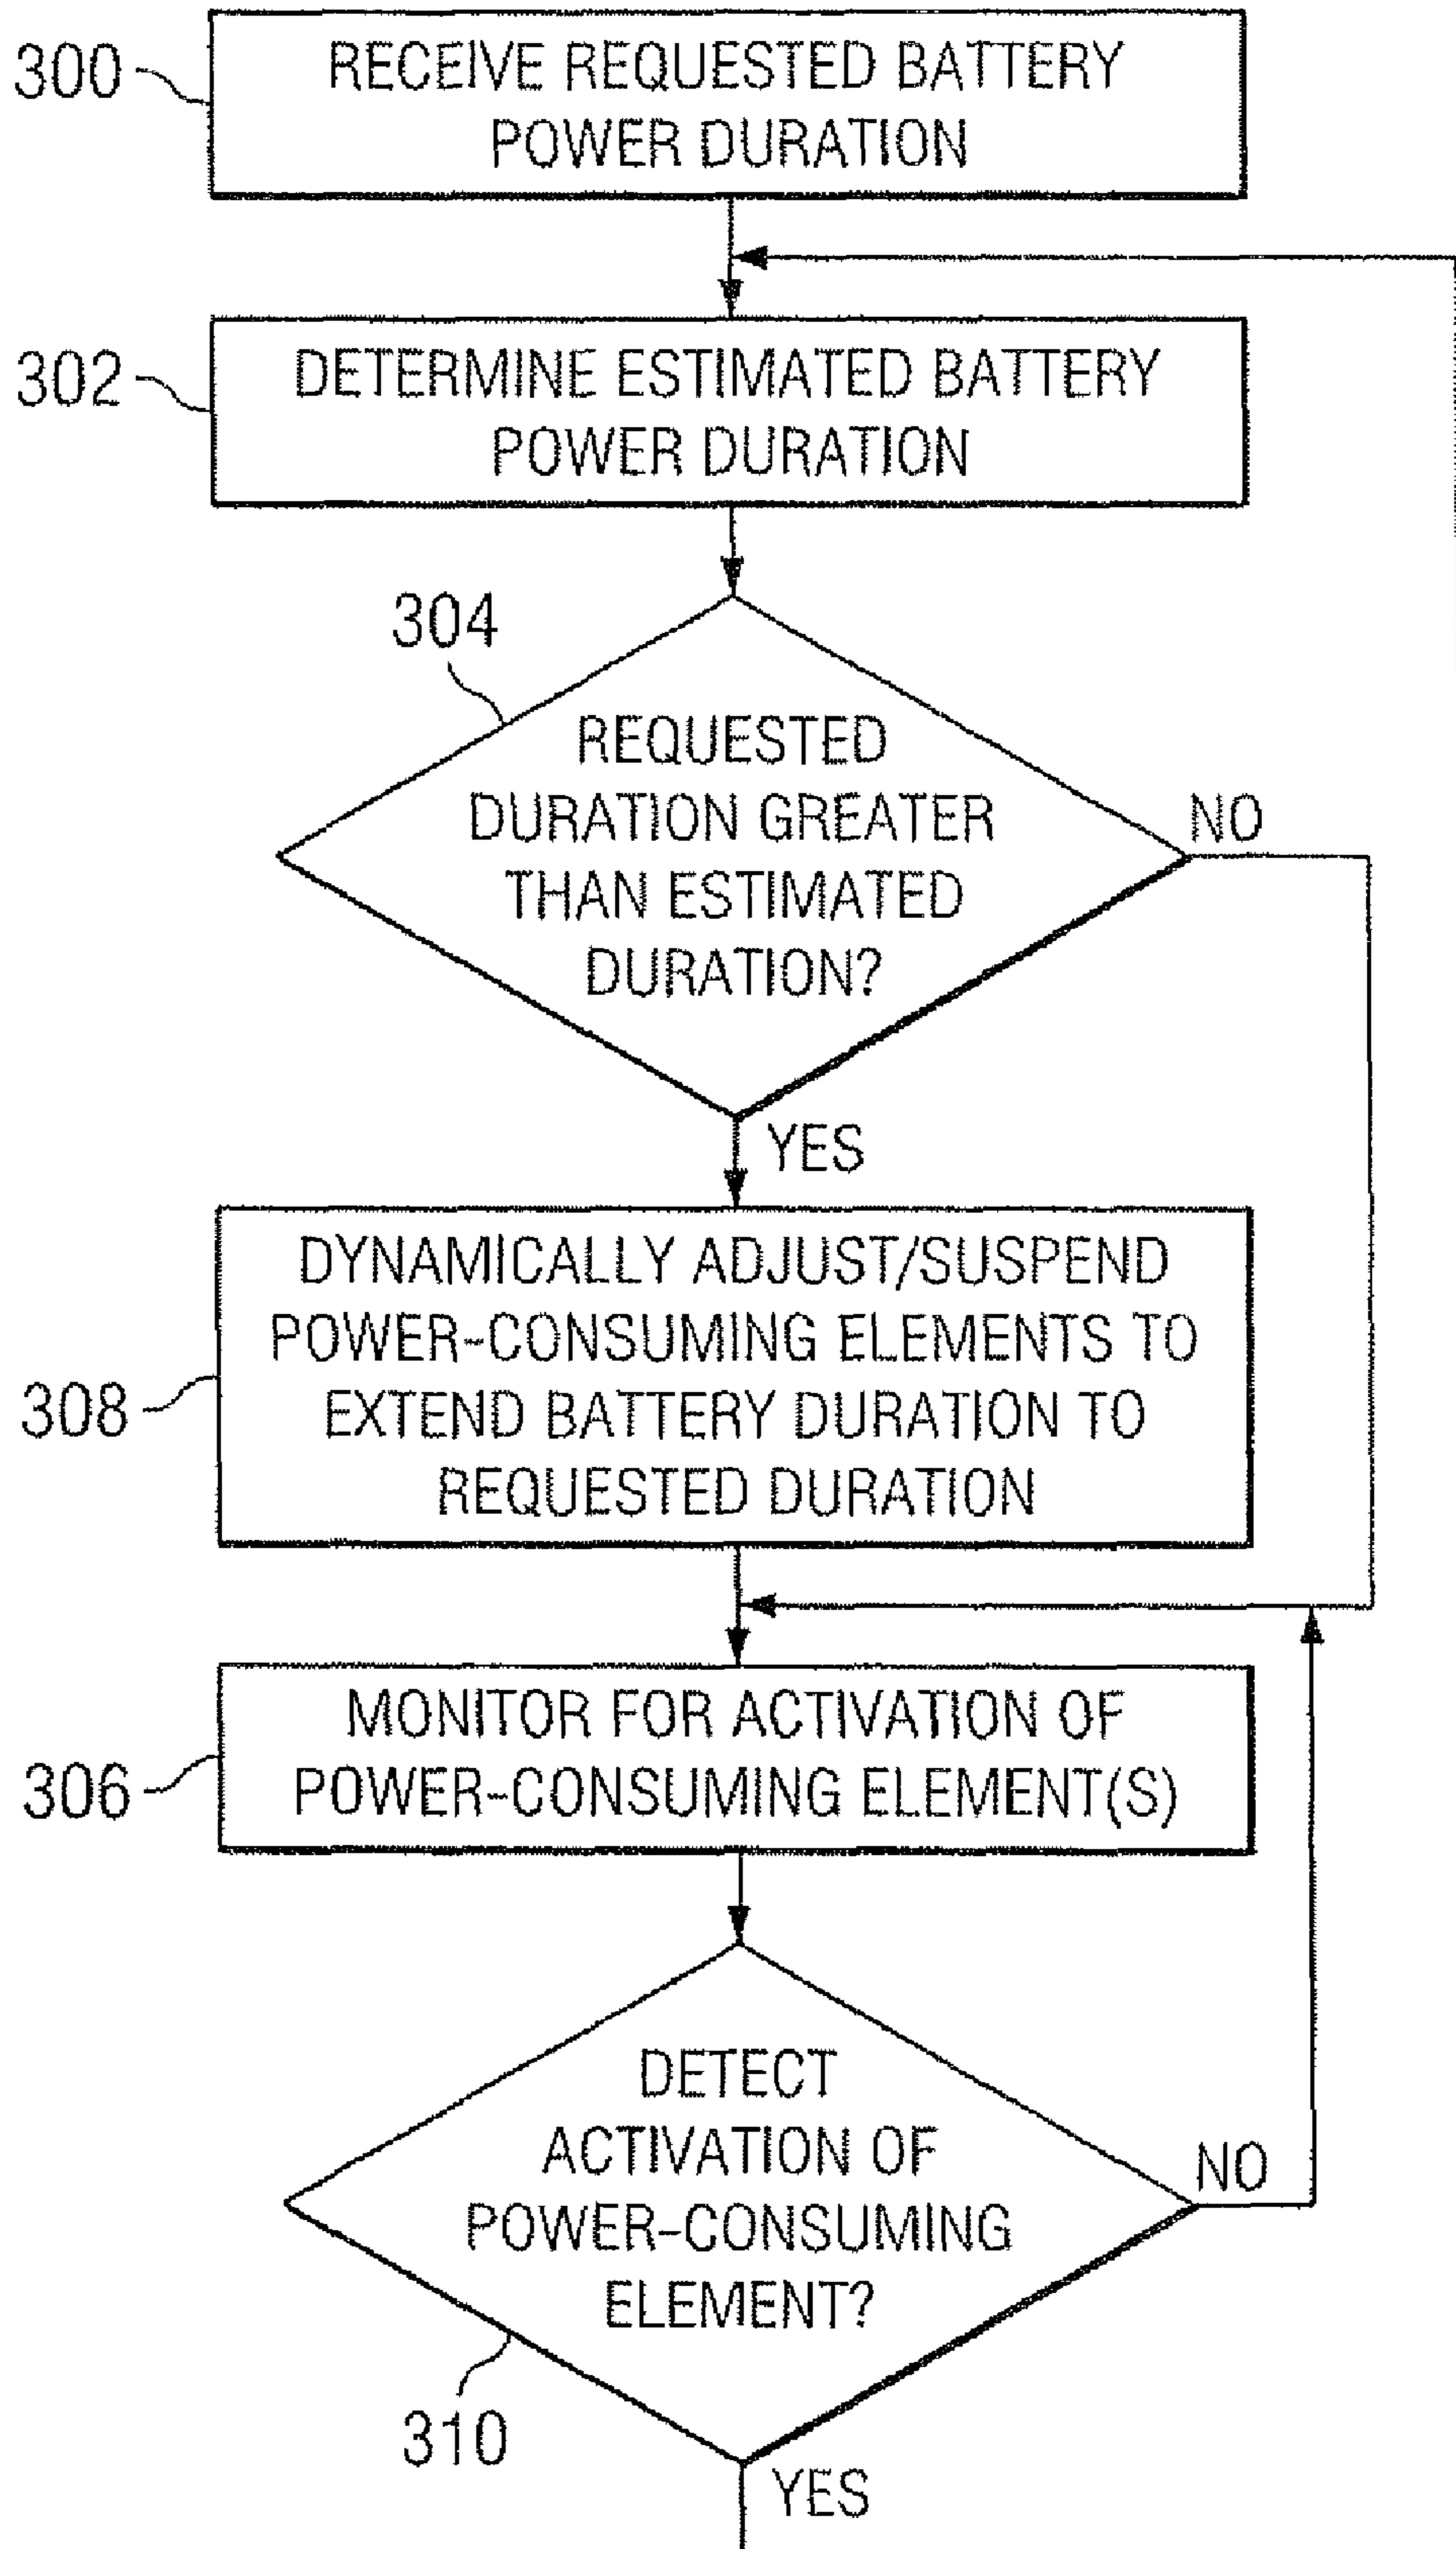 300
RECEIVE REQUESTED BATTERY
POWER DURATION
302
DETERMINE ESTIMATED BATTERY
POWER DURATION
304
REQUESTED
DURATION GREATER
THAN ESTIMATED
DURATION?
NO
YES
308
DYNAMICALLY ADJUST/SUSPEND
POWER-CONSUMING ELEMENTS TO
EXTEND BATTERY DURATION TO
REQUESTED DURATION
306
MONITOR FOR ACTIVATION OF
POWER-CONSUMING ELEMENT(S)
DETECT
ACTIVATION OF
POWER-CONSUMING
ELEMENT?
NO
310
YES